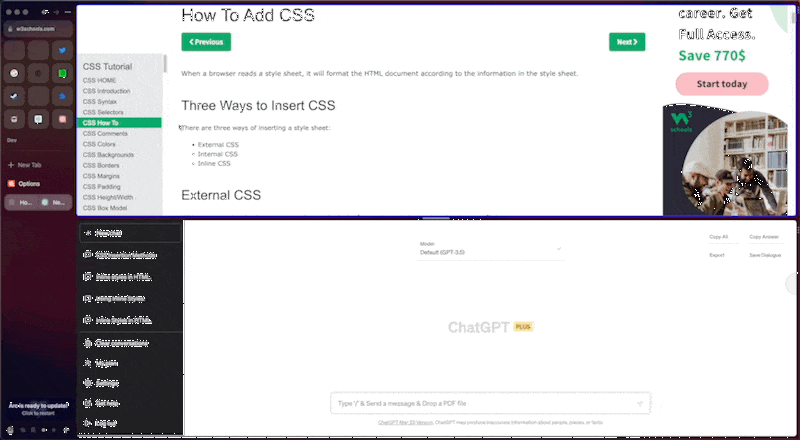 w3schools.com
Dev
New Tab
Options
Ho...
Ne...
Arc is ready to update!
Click to restart
How To Add CSS
Previous
Next
When a browser reads a style sheet, it will format the HTML document according to the information in the style sheet.
Three Ways to Insert CSS
There are three ways of inserting a style sheet:
External CSS
Internal CSS
Inline CSS
External CSS
CSS Tutorial
CSS HOME
CSS Introduction
CSS Syntax
CSS Selectors
CSS How To
CSS Comments
CSS Colors
CSS Backgrounds
CSS Borders
CSS Margins
CSS Padding
CSS Height/Width
CSS Box Model
career. Get
Full Access.
Save 770$
Start today
schools
Model
Default (GPT-3.5)
Copy All
Copy Answer
Export
Save Dialogue
ChatGPT PLUS
Type '/' & Send a message & Drop a PDF file
ChatGPT may produce inaccurate information about people, places, or facts.